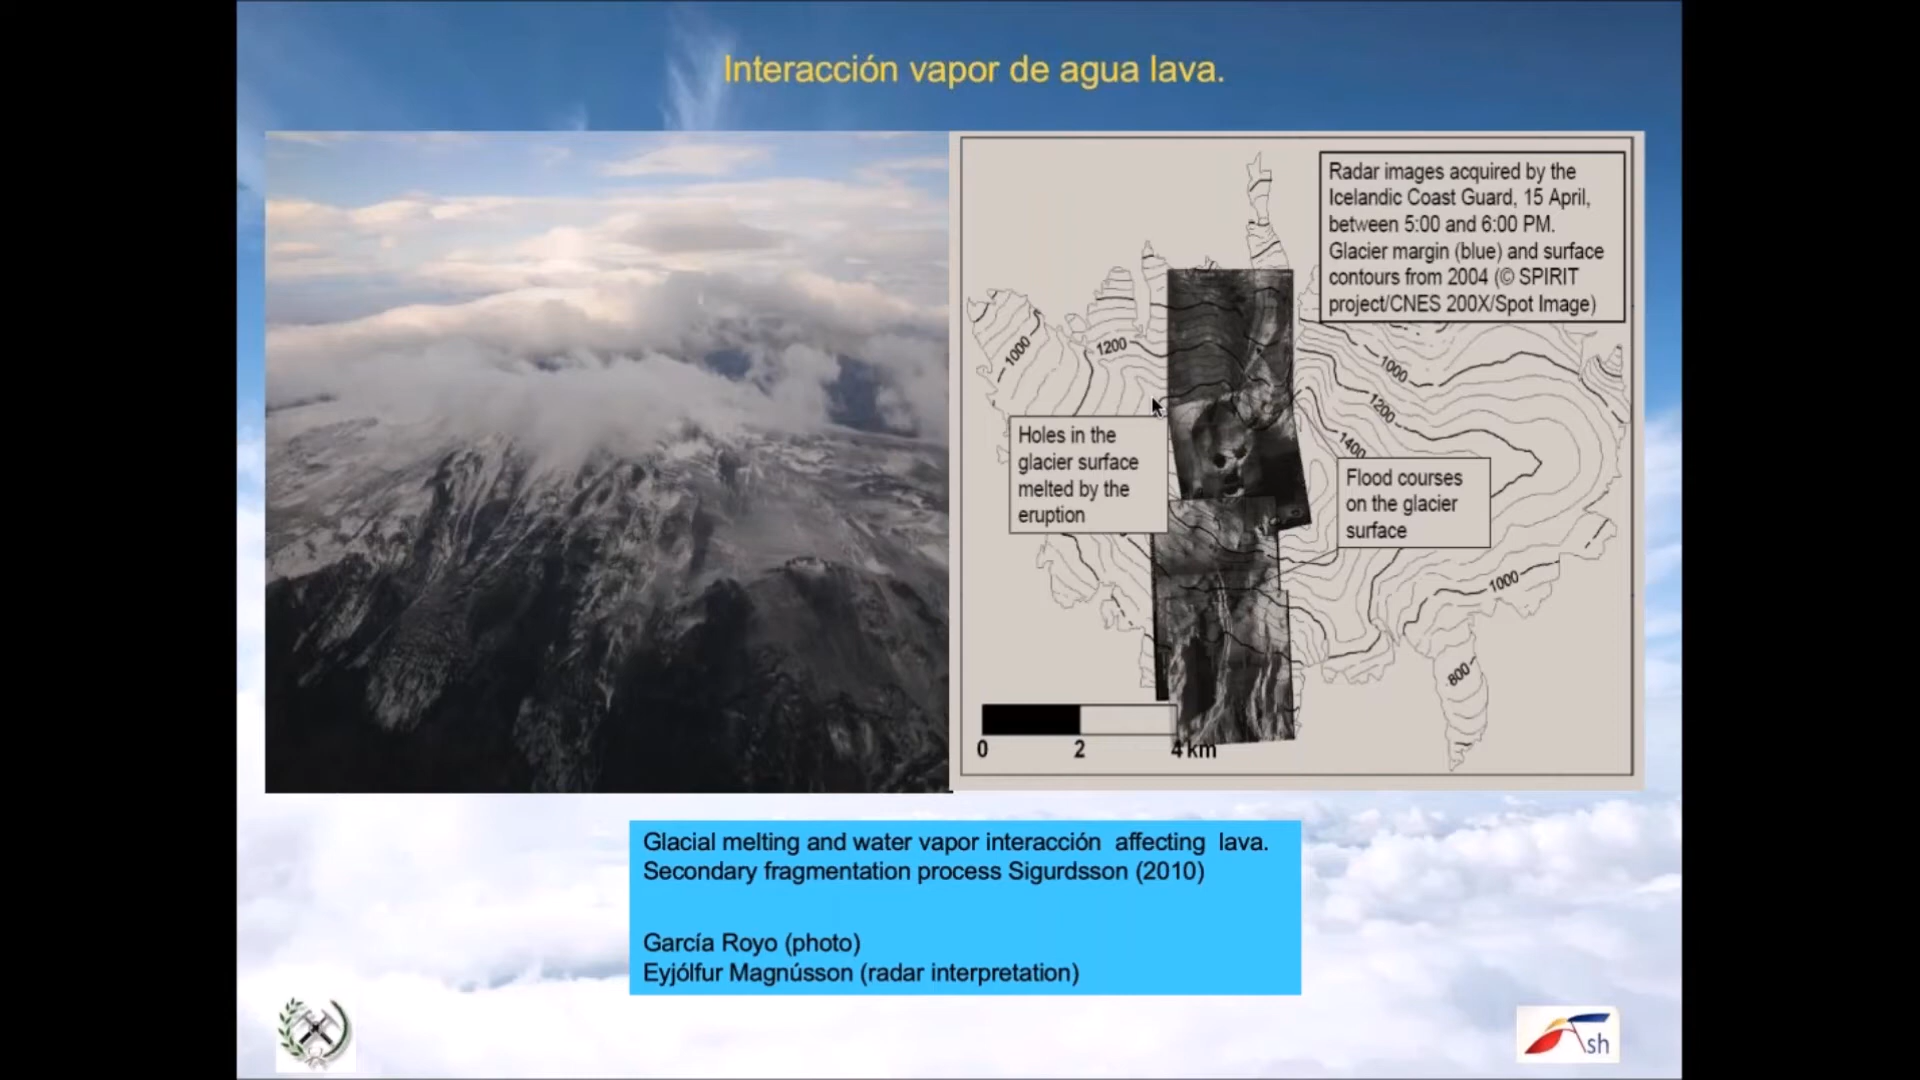 Interacción vapor de agua lava.
Radar images acquired by the
Icelandic Coast Guard, 15 April,
between 5:00 and 6:00 PM.
Glacier margin (blue) and surface
contours from 2004 (© SPIRIT
project/CNES 200X/Spot Image)
1000
1200
1000
1200
1400
Holes in the
glacier surface
melted by the
eruption
Flood courses
on the glacier
surface
1000
800
0 2 4 km
Glacial melting and water vapor interacción affecting lava.
Secondary fragmentation process Sigurdsson (2010)
García Royo (photo)
Eyjólfur Magnússon (radar interpretation)
Ash